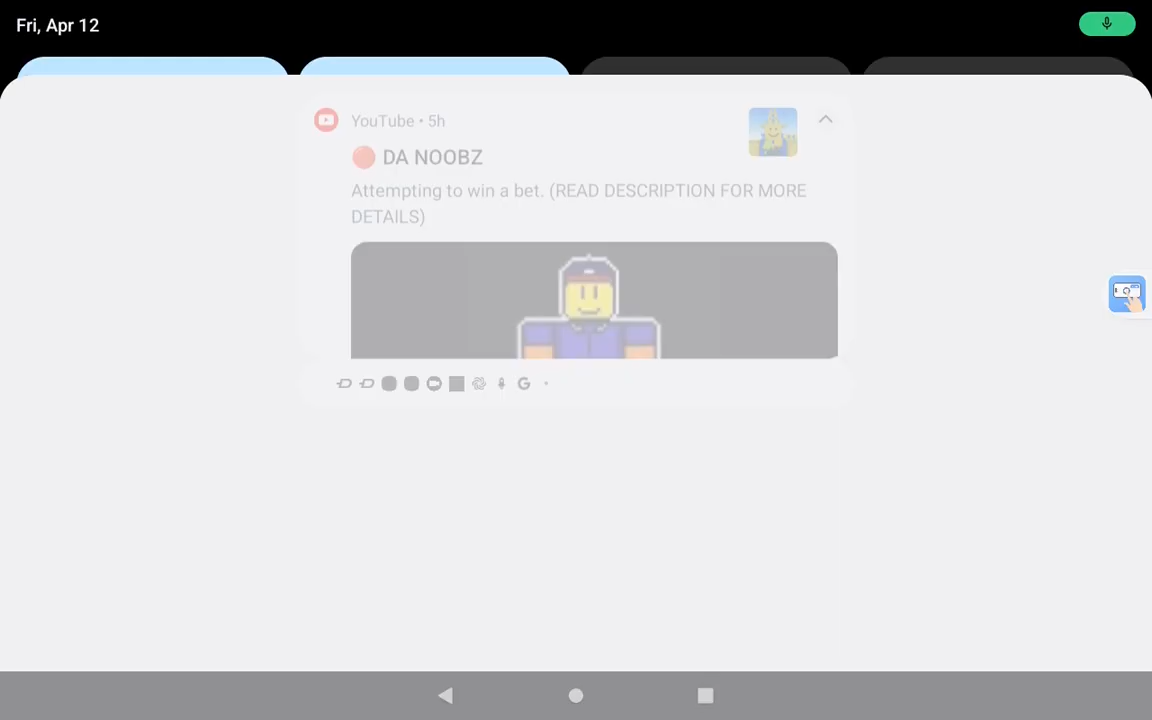 Fri, Apr 12
YouTube • 5h
🔴 DA NOOBZ
Attempting to win a bet. (READ DESCRIPTION FOR MORE
DETAILS)